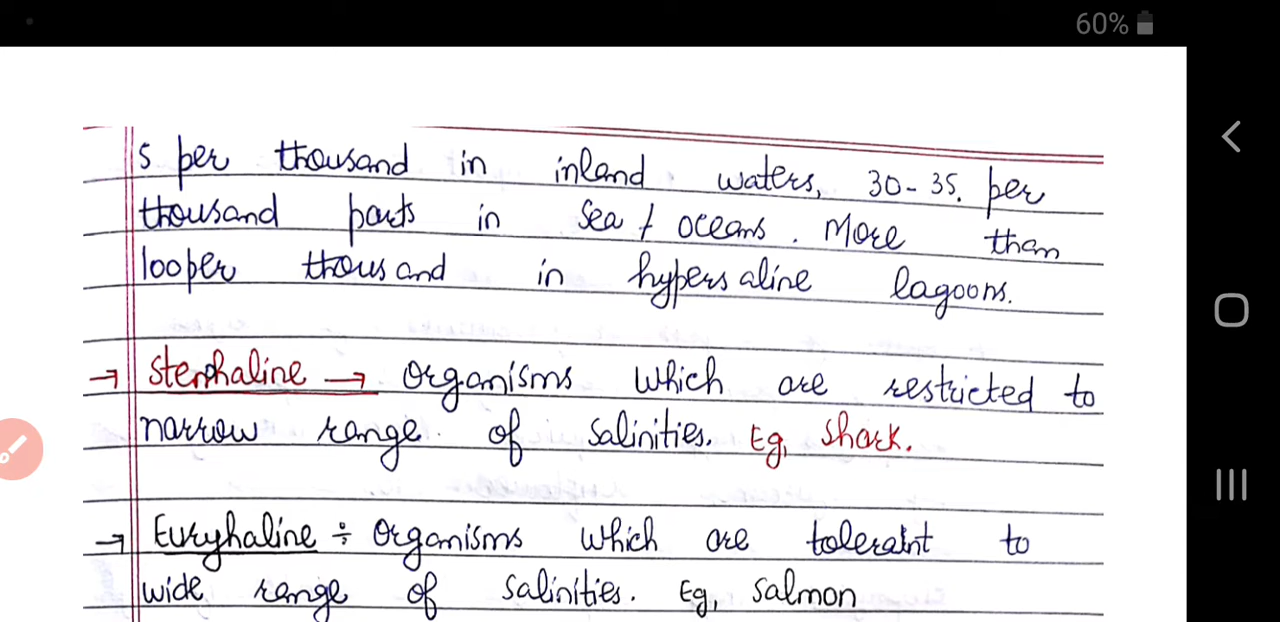 60%
5 per thousand in inland waters, 30-35. per
thousand parts in sea & oceans. More than
100 per thousand in hypersaline lagoons.
→ Stenohaline → Organisms which are restricted to
narrow range of salinities. Eg, shark.
→ Euryhaline ÷ Organisms which are toleraint to
wide range of salinities. Eg, salmon